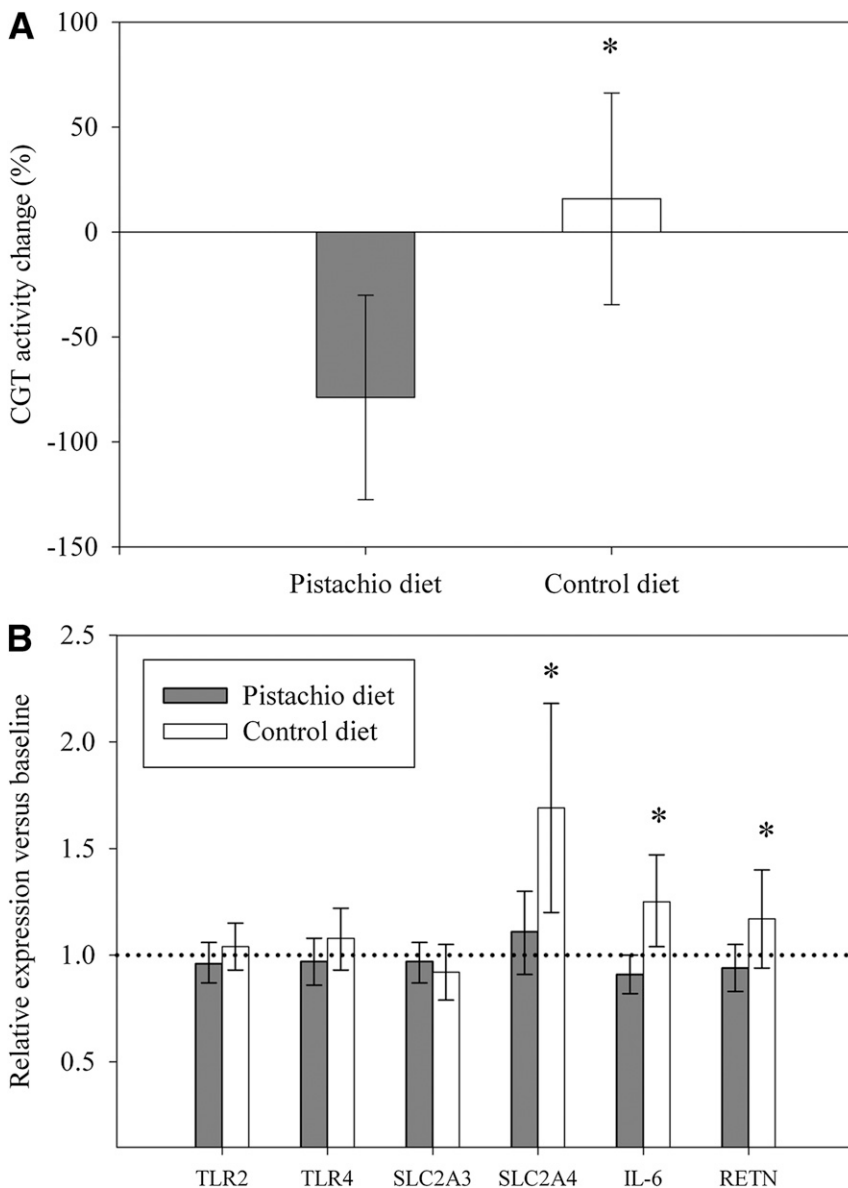 A
CGT activity change (%)
100
50
0
-50
-100
-150
*
Pistachio diet
Control diet
B
Relative expression versus baseline
2.5
2.0
1.5
1.0
0.5
Pistachio diet
Control diet
*
*
*
TLR2
TLR4
SLC2A3
SLC2A4
IL-6
RETN